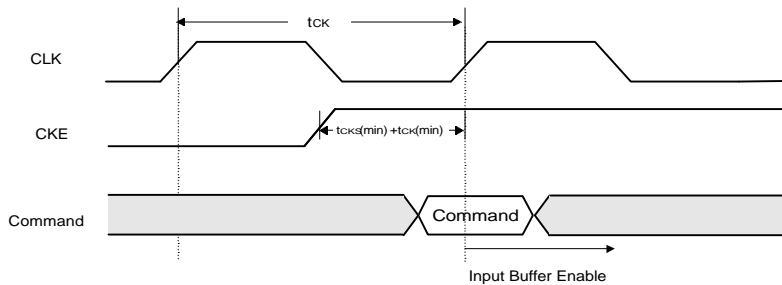 tCK
CLK
CKE
tCKS(min)+tCK(min)
Command
Command
Input Buffer Enable